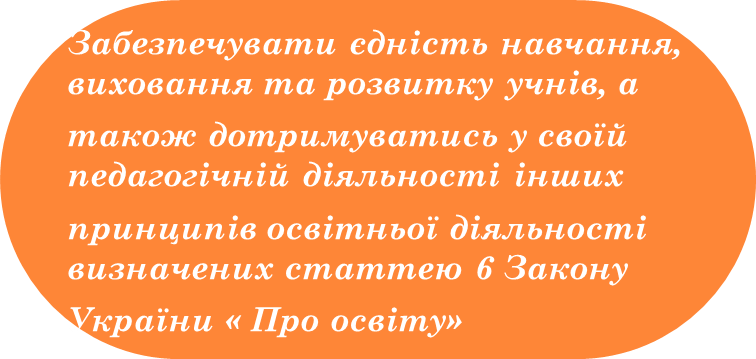 Забезпечувати єдність навчання,
виховання та розвитку учнів, а
також дотримуватись у своїй
педагогічній діяльності інших
принципів освітньої діяльності
визначених статтею 6 Закону
України « Про освіту»